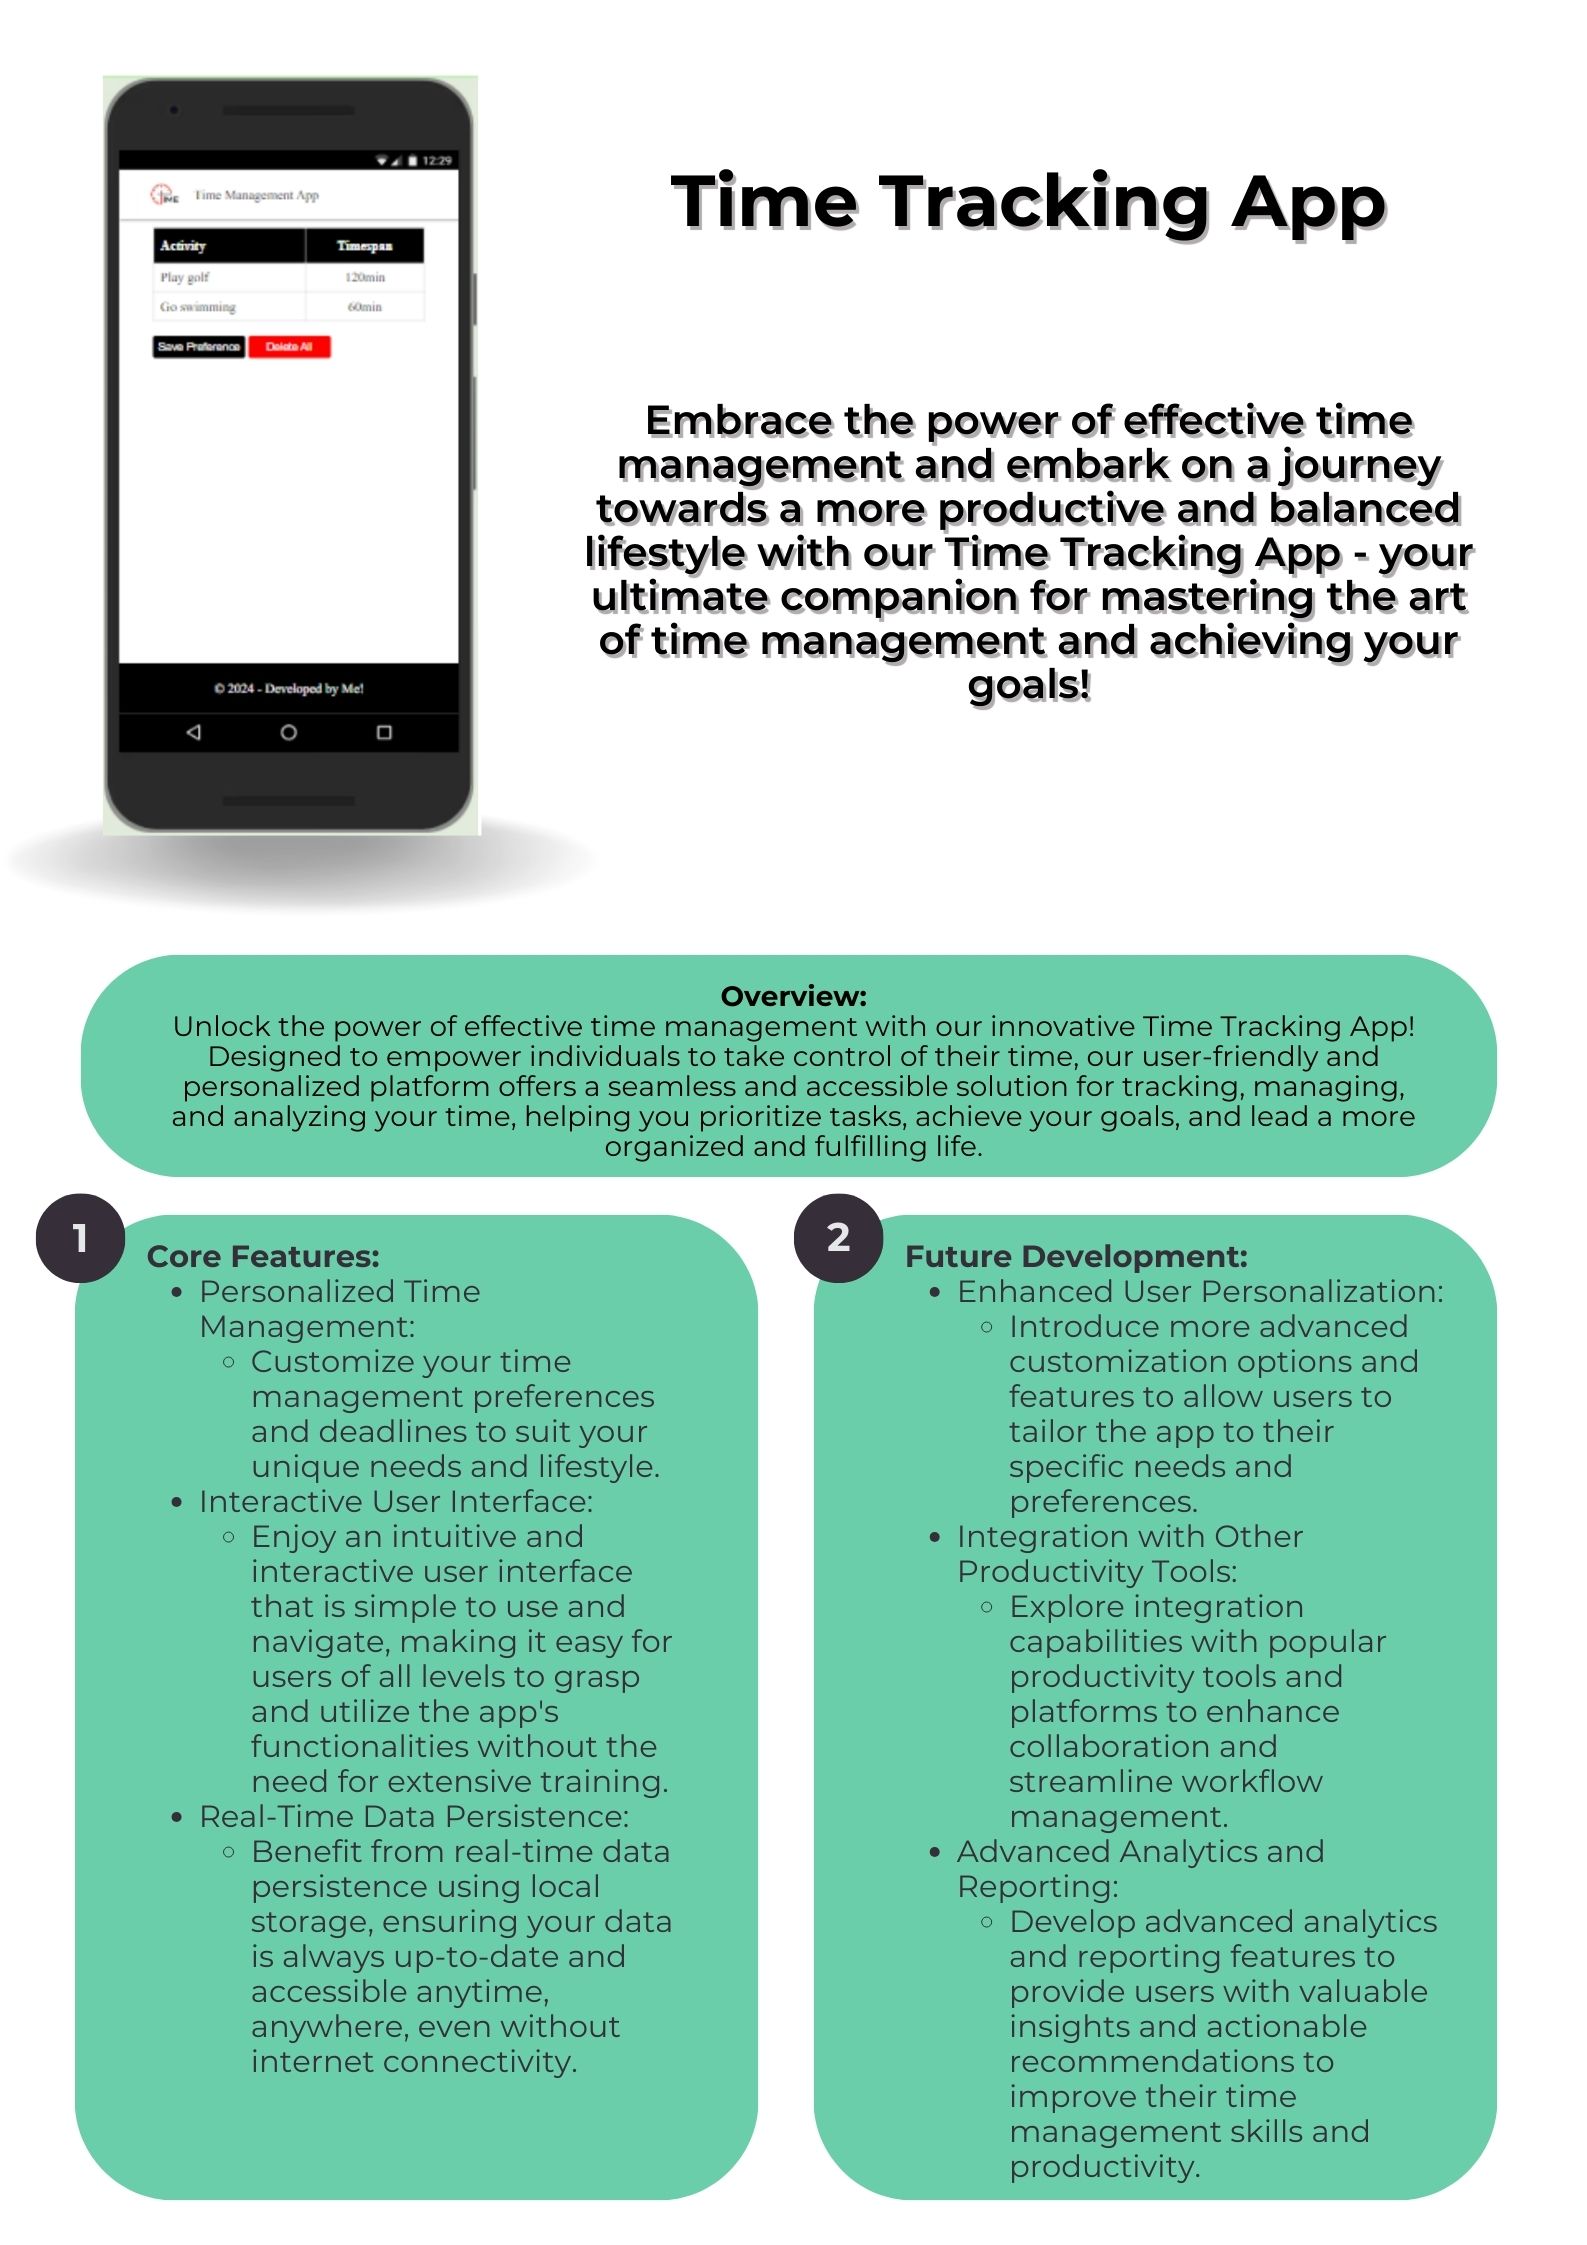 12:29
TIME
Time Management App
Activity Timespan
Play golf 120min
Go swimming 60min
Save Preference Delete All
© 2024 - Developed by Me!
Time Tracking App
Embrace the power of effective time
management and embark on a journey
towards a more productive and balanced
lifestyle with our Time Tracking App - your
ultimate companion for mastering the art
of time management and achieving your
goals!
Overview:
Unlock the power of effective time management with our innovative Time Tracking App!
Designed to empower individuals to take control of their time, our user-friendly and
personalized platform offers a seamless and accessible solution for tracking, managing,
and analyzing your time, helping you prioritize tasks, achieve your goals, and lead a more
organized and fulfilling life.
1
Core Features:
• Personalized Time
Management:
◦ Customize your time
management preferences
and deadlines to suit your
unique needs and lifestyle.
• Interactive User Interface:
◦ Enjoy an intuitive and
interactive user interface
that is simple to use and
navigate, making it easy for
users of all levels to grasp
and utilize the app's
functionalities without the
need for extensive training.
• Real-Time Data Persistence:
◦ Benefit from real-time data
persistence using local
storage, ensuring your data
is always up-to-date and
accessible anytime,
anywhere, even without
internet connectivity.
2
Future Development:
• Enhanced User Personalization:
◦ Introduce more advanced
customization options and
features to allow users to
tailor the app to their
specific needs and
preferences.
• Integration with Other
Productivity Tools:
◦ Explore integration
capabilities with popular
productivity tools and
platforms to enhance
collaboration and
streamline workflow
management.
• Advanced Analytics and
Reporting:
◦ Develop advanced analytics
and reporting features to
provide users with valuable
insights and actionable
recommendations to
improve their time
management skills and
productivity.